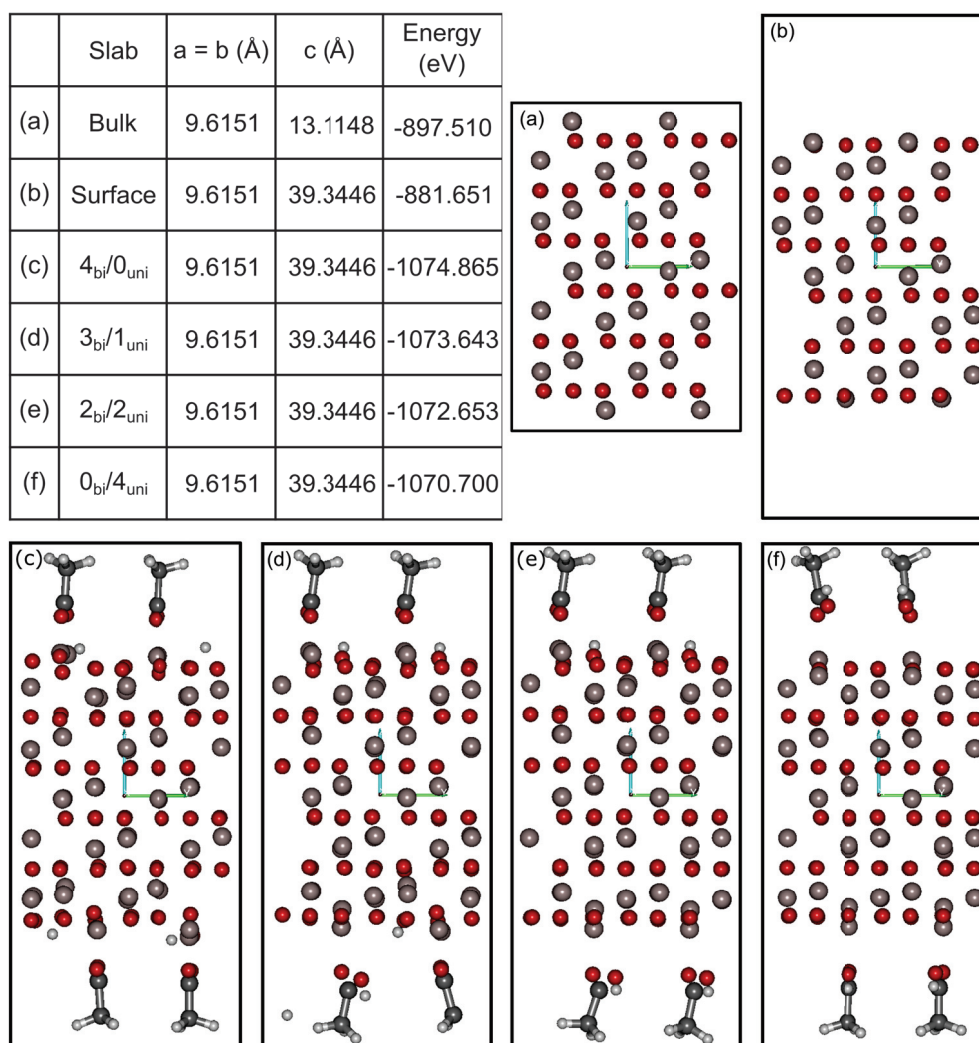 Slab a = b (Å) c (Å) Energy (eV)
(a) Bulk 9.6151 13.1148 -897.510
(b) Surface 9.6151 39.3446 -881.651
(c) 4bi/0uni 9.6151 39.3446 -1074.865
(d) 3bi/1uni 9.6151 39.3446 -1073.643
(e) 2bi/2uni 9.6151 39.3446 -1072.653
(f) 0bi/4uni 9.6151 39.3446 -1070.700
(a)
(b)
(c)
(d)
(e)
(f)